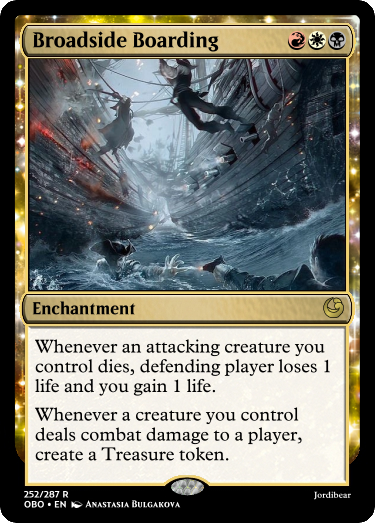 Broadside Boarding
Enchantment
Whenever an attacking creature you
control dies, defending player loses 1
life and you gain 1 life.
Whenever a creature you control
deals combat damage to a player,
create a Treasure token.
252/287 R
OBO • EN Anastasia Bulgakova
Jordibear